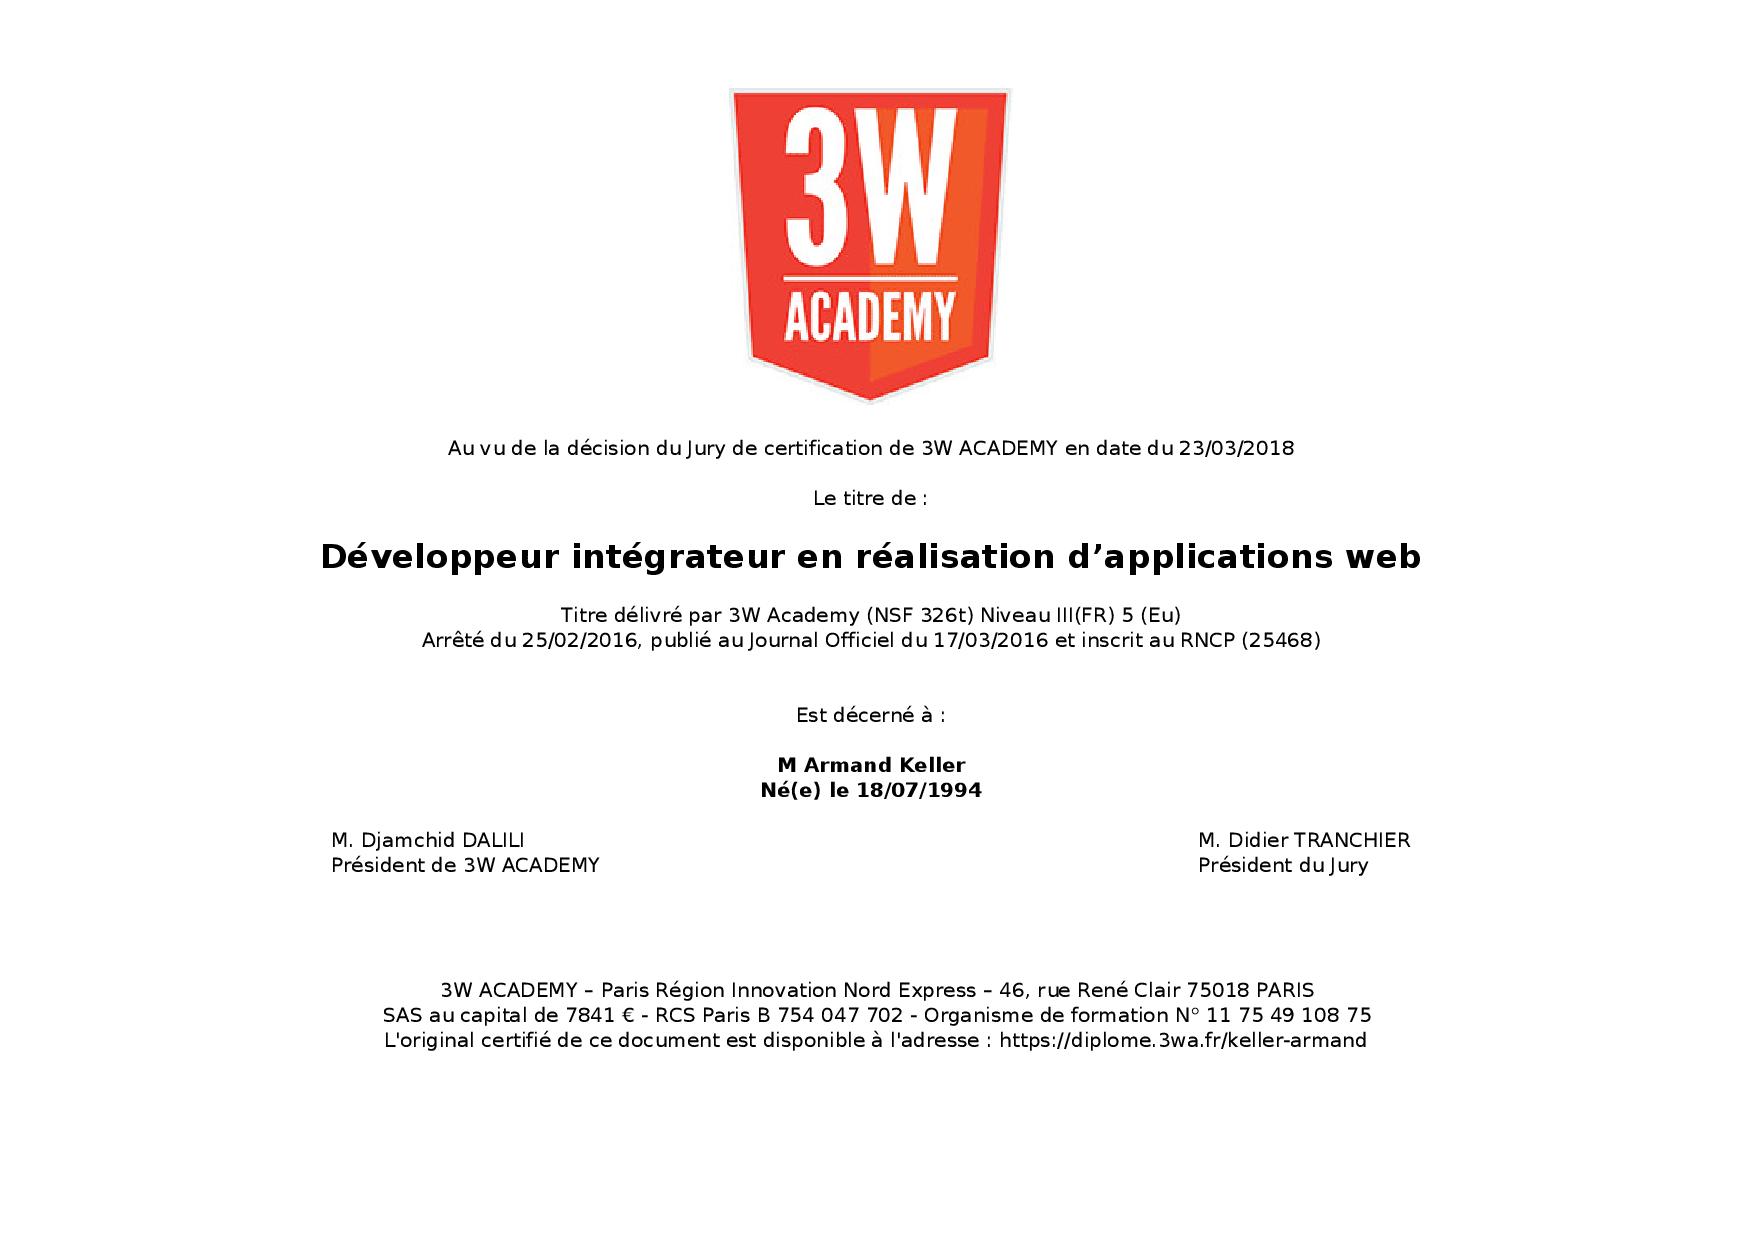 3W
ACADEMY
Au vu de la décision du Jury de certification de 3W ACADEMY en date du 23/03/2018
Le titre de :
Développeur intégrateur en réalisation d’applications web
Titre délivré par 3W Academy (NSF 326t) Niveau III(FR) 5 (Eu)
Arrêté du 25/02/2016, publié au Journal Officiel du 17/03/2016 et inscrit au RNCP (25468)
Est décerné à :
M Armand Keller
Né(e) le 18/07/1994
M. Djamchid DALILI
Président de 3W ACADEMY
M. Didier TRANCHIER
Président du Jury
3W ACADEMY – Paris Région Innovation Nord Express – 46, rue René Clair 75018 PARIS
SAS au capital de 7841 € - RCS Paris B 754 047 702 - Organisme de formation N° 11 75 49 108 75
L'original certifié de ce document est disponible à l'adresse : https://diplome.3wa.fr/keller-armand